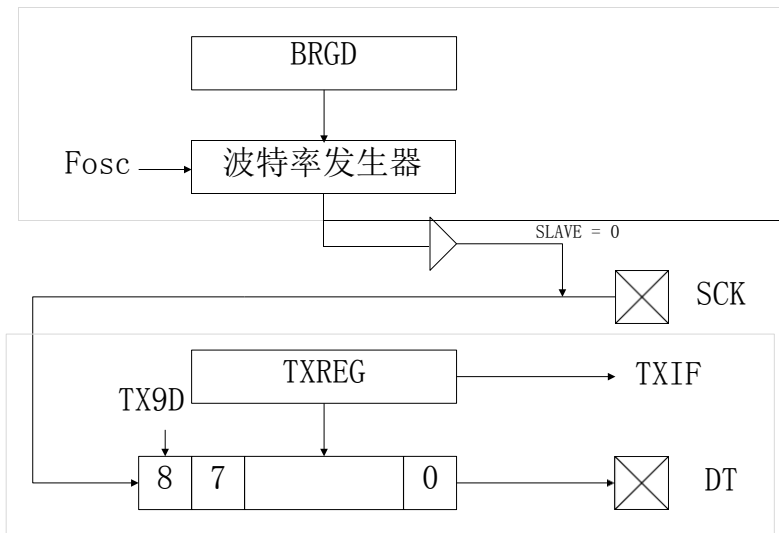 BRGD
Fosc
波特率发生器
SLAVE = 0
SCK
TXREG
TXIF
TX9D
8
7
0
DT